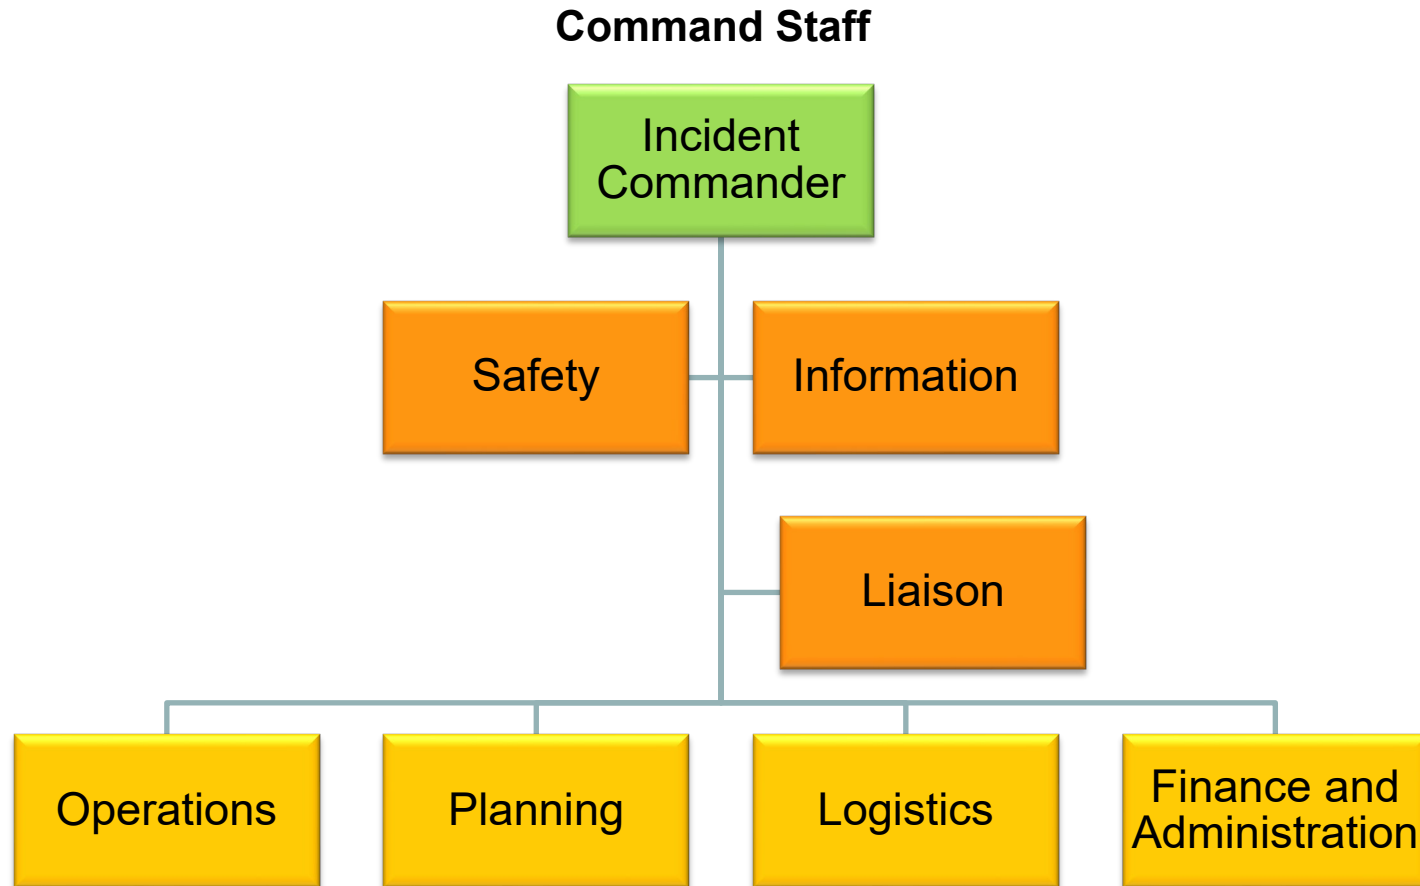 Command Staff
Incident
Commander
Safety
Information
Liaison
Operations
Planning
Logistics
Finance and
Administration